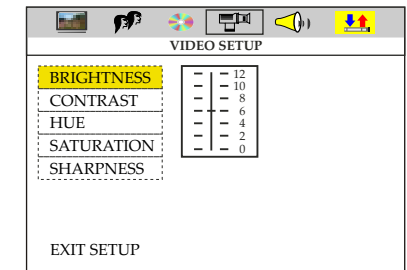 VIDEO SETUP
BRIGHTNESS
CONTRAST
HUE
SATURATION
SHARPNESS
12
10
8
6
4
2
0
EXIT SETUP